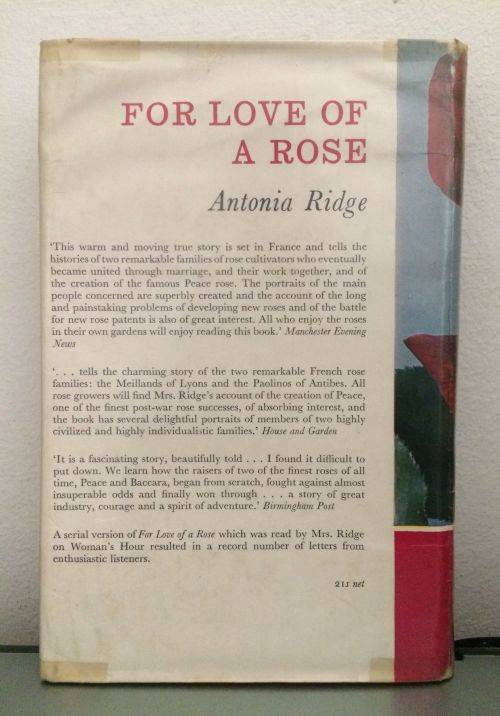 FOR LOVE OF
A ROSE
Antonia Ridge
'This warm and moving true story is set in France and tells the
histories of two remarkable families of rose cultivators who eventually
became united through marriage, and their work together, and of
the creation of the famous Peace rose. The portraits of the main
people concerned are superbly created and the account of the long
and painstaking problems of developing new roses and of the battle
for new rose patents is also of great interest. All who enjoy the roses
in their own gardens will enjoy reading this book.' Manchester Evening
News
'. . . tells the charming story of the two remarkable French rose
families: the Meillands of Lyons and the Paolinos of Antibes. All
rose growers will find Mrs. Ridge's account of the creation of Peace,
one of the finest post-war rose successes, of absorbing interest, and
the book has several delightful portraits of members of two highly
civilized and highly individualistic families.' House and Garden
'It is a fascinating story, beautifully told . . . I found it difficult to
put down. We learn how the raisers of two of the finest roses of all
time, Peace and Baccara, began from scratch, fought against almost
insuperable odds and finally won through . . . a story of great
industry, courage and a spirit of adventure.' Birmingham Post
A serial version of For Love of a Rose which was read by Mrs. Ridge
on Woman's Hour resulted in a record number of letters from
enthusiastic listeners.
21s net